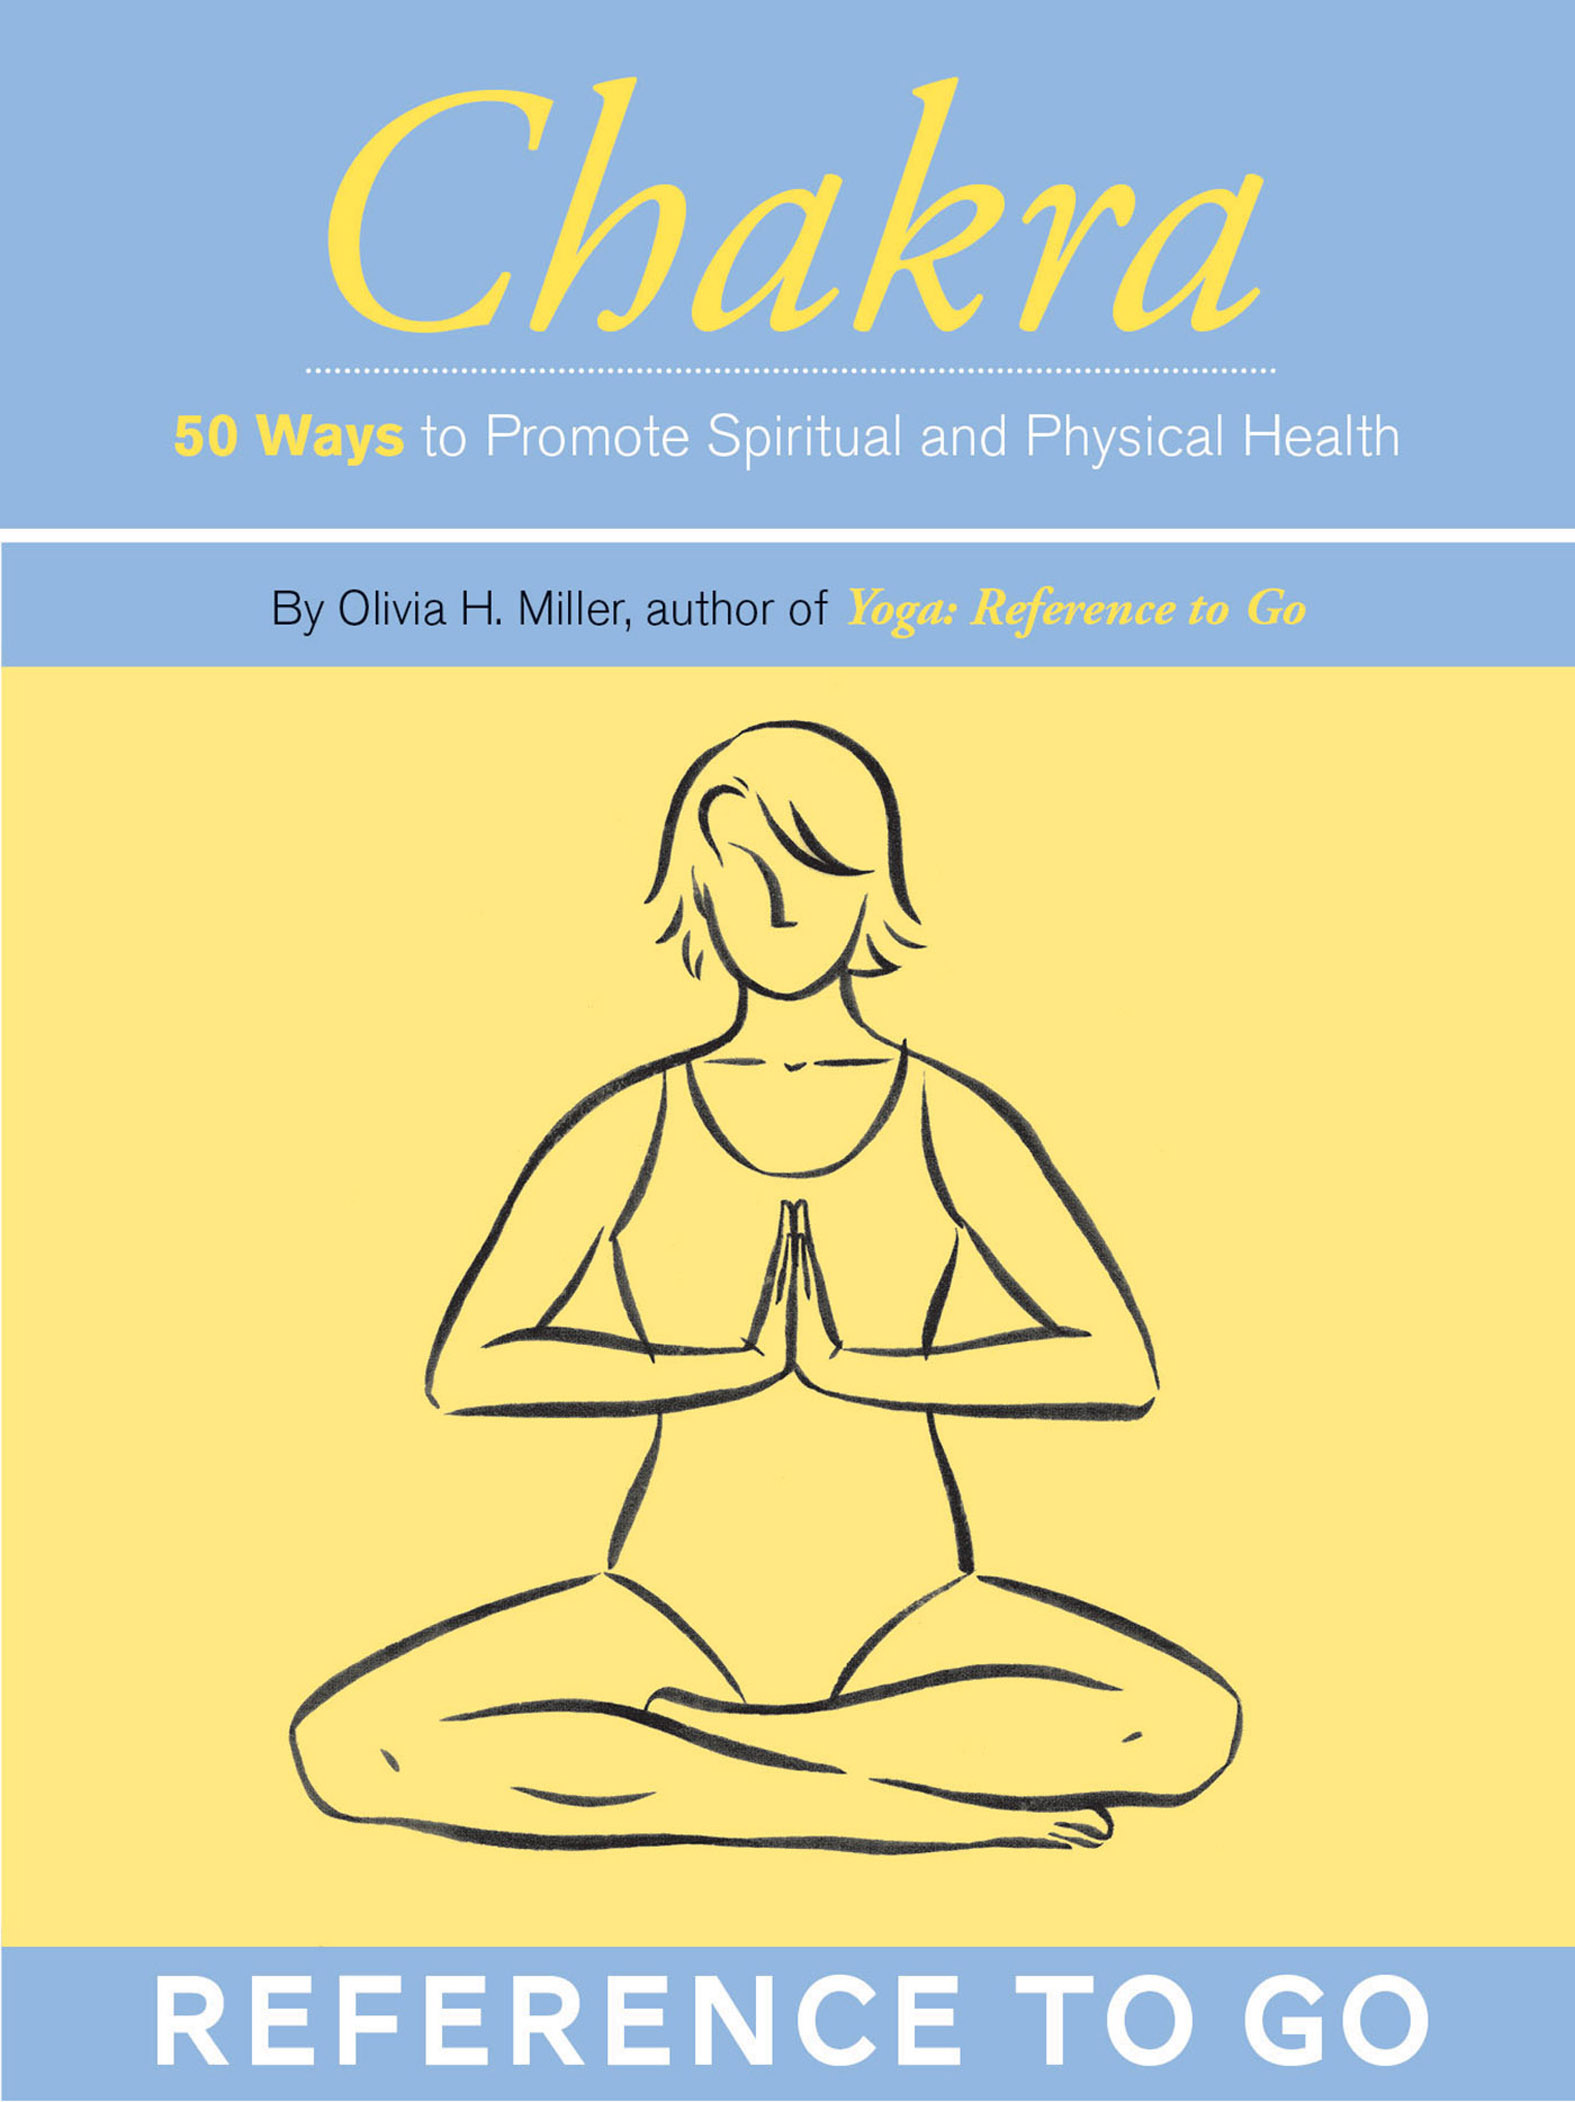 Chakra
50 Ways to Promote Spiritual and Physical Health
By Olivia H. Miller, author of Yoga: Reference to Go
REFERENCE TO GO